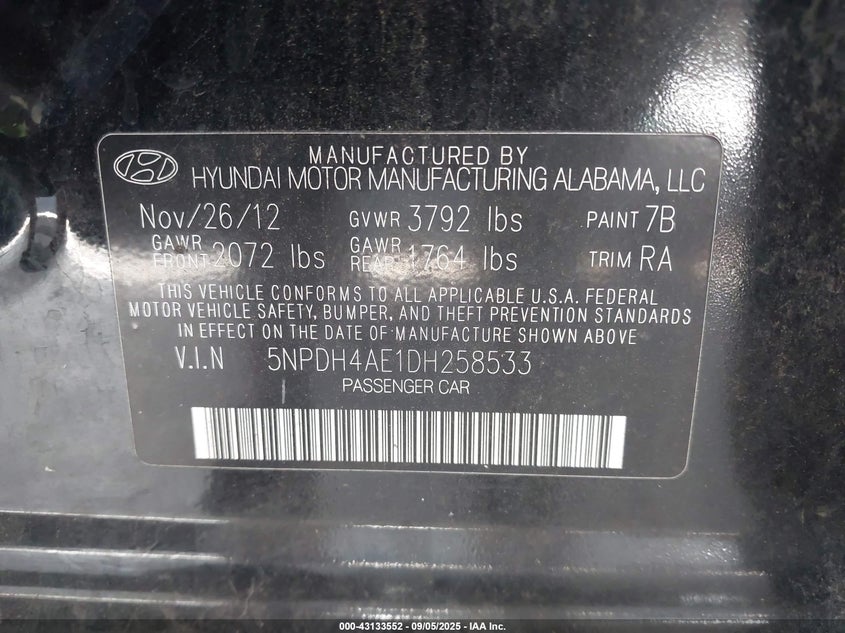 MANUFACTURED BY
HYUNDAI MOTOR MANUFACTURING ALABAMA, LLC
Nov/26/12 GVWR 3792 lbs PAINT 7B
GAWR FRONT 2072 lbs GAWR REAR 1764 lbs TRIM RA
THIS VEHICLE CONFORMS TO ALL APPLICABLE U.S.A. FEDERAL
MOTOR VEHICLE SAFETY, BUMPER, AND THEFT PREVENTION STANDARDS
IN EFFECT ON THE DATE OF MANUFACTURE SHOWN ABOVE
V.I.N 5NPDH4AE1DH258533
PASSENGER CAR
000-43133552 - 09/05/2025 - IAA Inc.